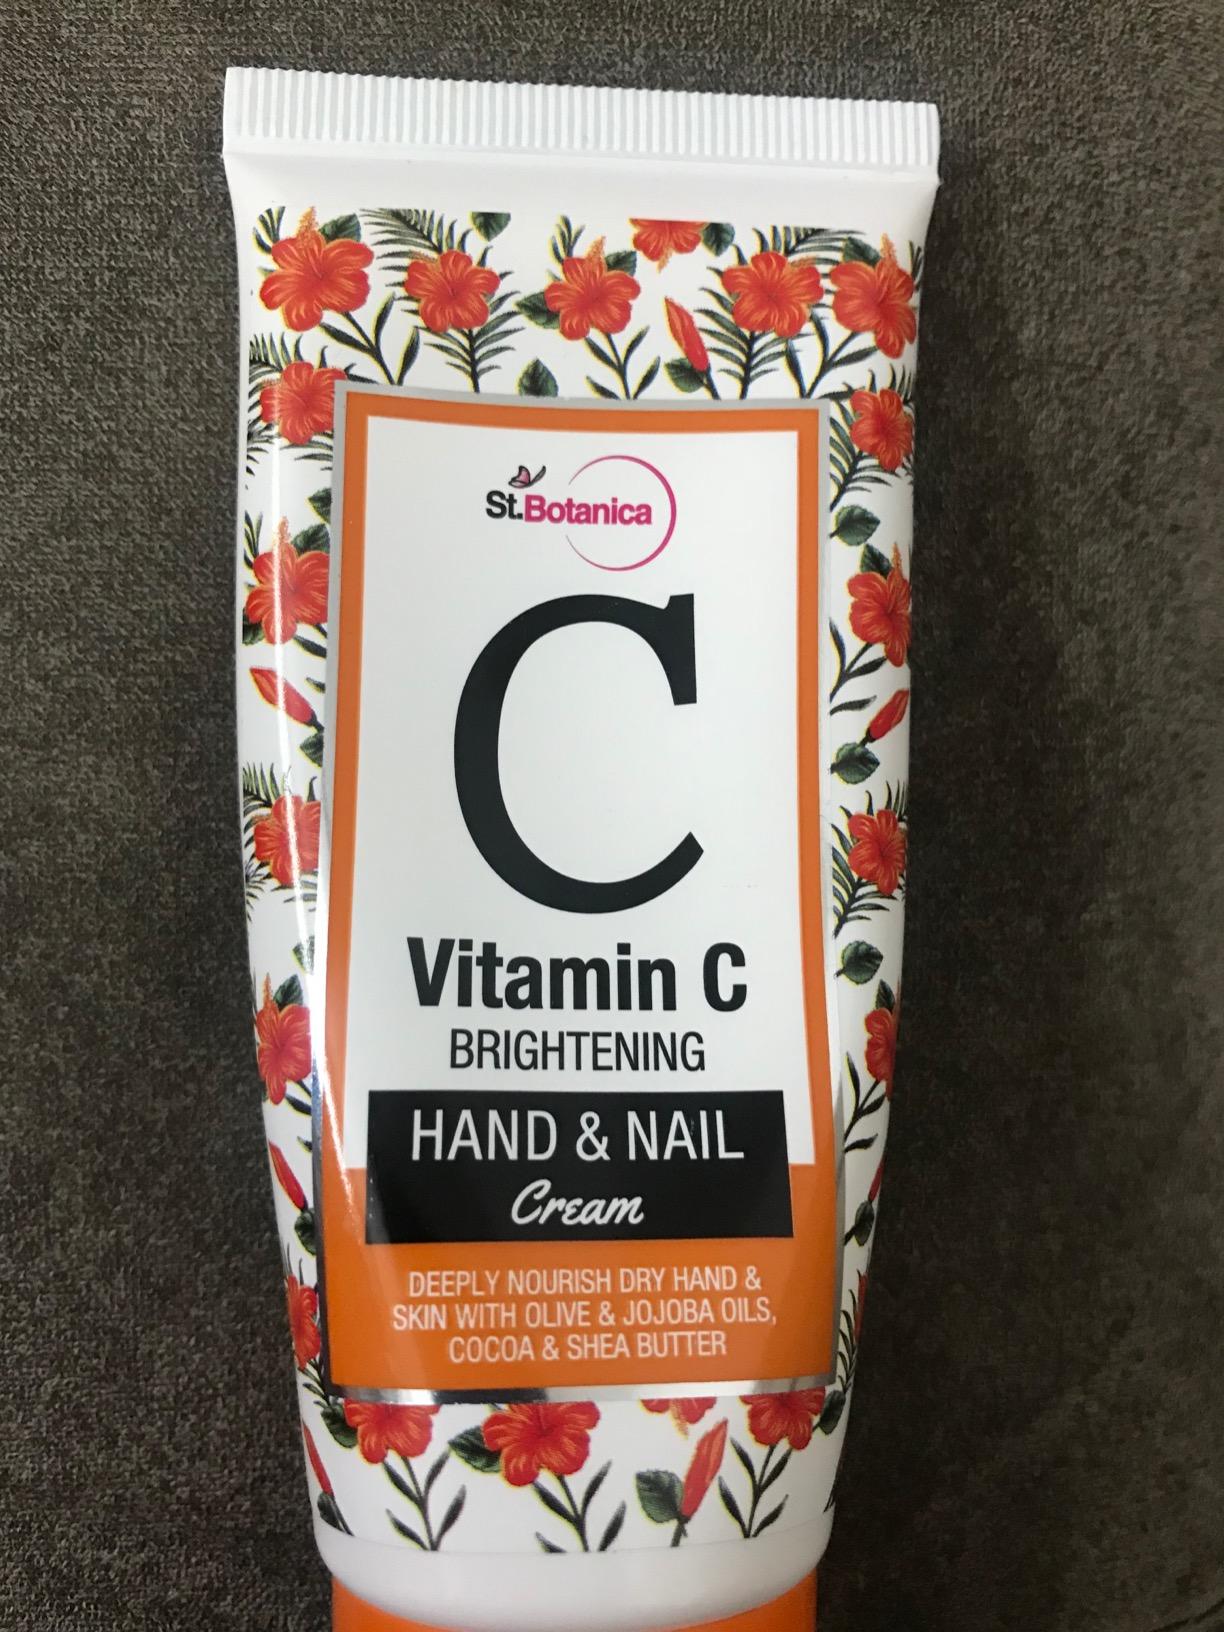 St.Botanica
C
Vitamin C
BRIGHTENING
HAND & NAIL
Cream
DEEPLY NOURISH DRY HAND &
SKIN WITH OLIVE & JOJOBA OILS,
COCOA & SHEA BUTTER